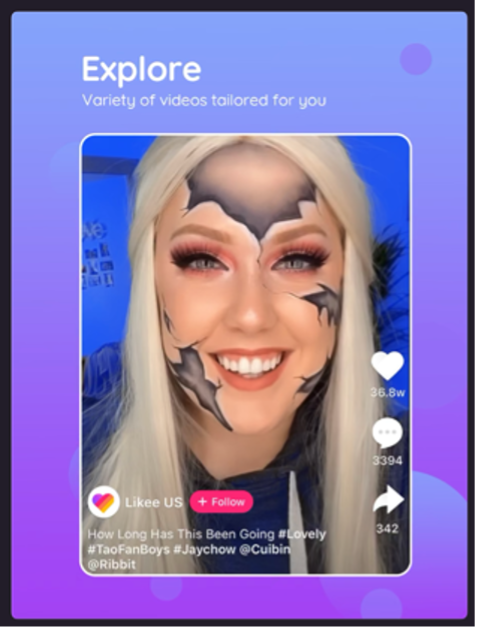 Explore
Variety of videos tailored for you
36.8w
3394
Likee US + Follow
342
How Long Has This Been Going #Lovely
#TaoFanBoys #Jaychow @Cuibin
@Ribbit